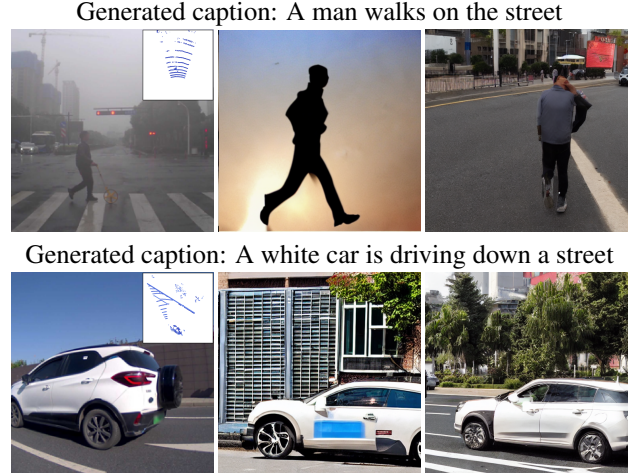 Generated caption: A man walks on the street
Generated caption: A white car is driving down a street